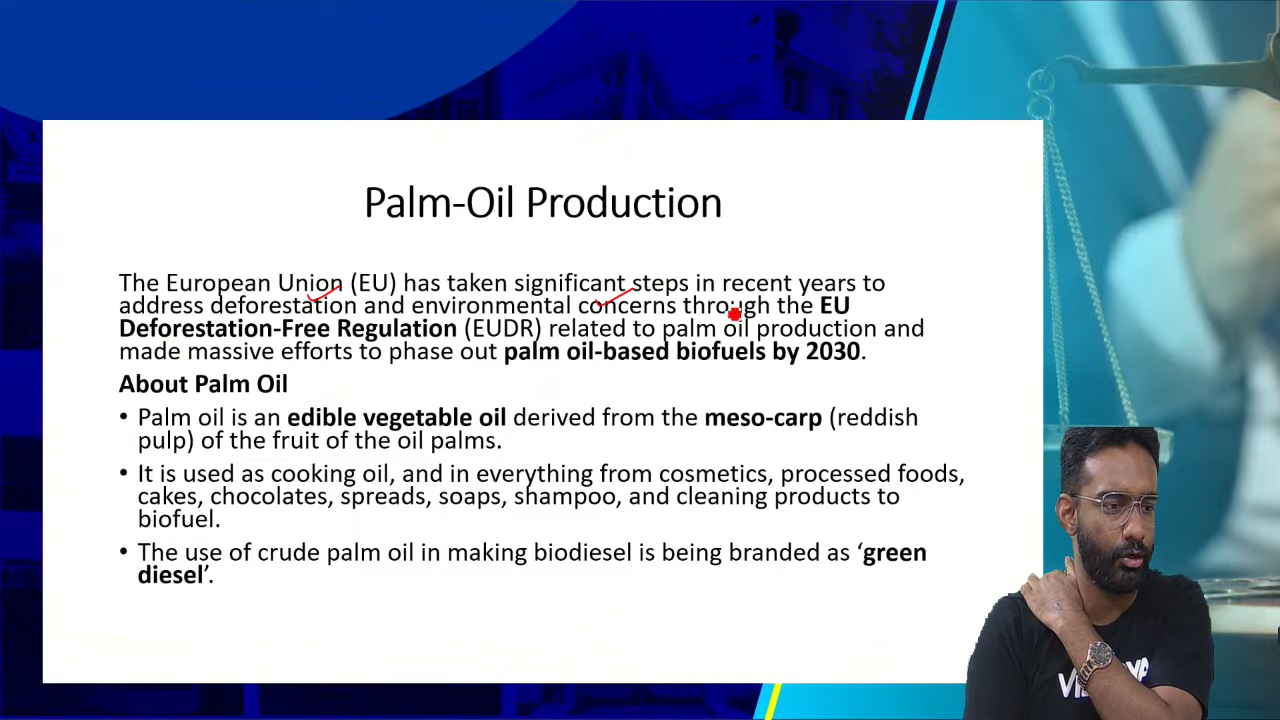 Palm-Oil Production
The European Union (EU) has taken significant steps in recent years to
address deforestation and environmental concerns through the EU
Deforestation-Free Regulation (EUDR) related to palm oil production and
made massive efforts to phase out palm oil-based biofuels by 2030.
About Palm Oil
• Palm oil is an edible vegetable oil derived from the meso-carp (reddish
pulp) of the fruit of the oil palms.
• It is used as cooking oil, and in everything from cosmetics, processed foods,
cakes, chocolates, spreads, soaps, shampoo, and cleaning products to
biofuel.
• The use of crude palm oil in making biodiesel is being branded as ‘green
diesel’.